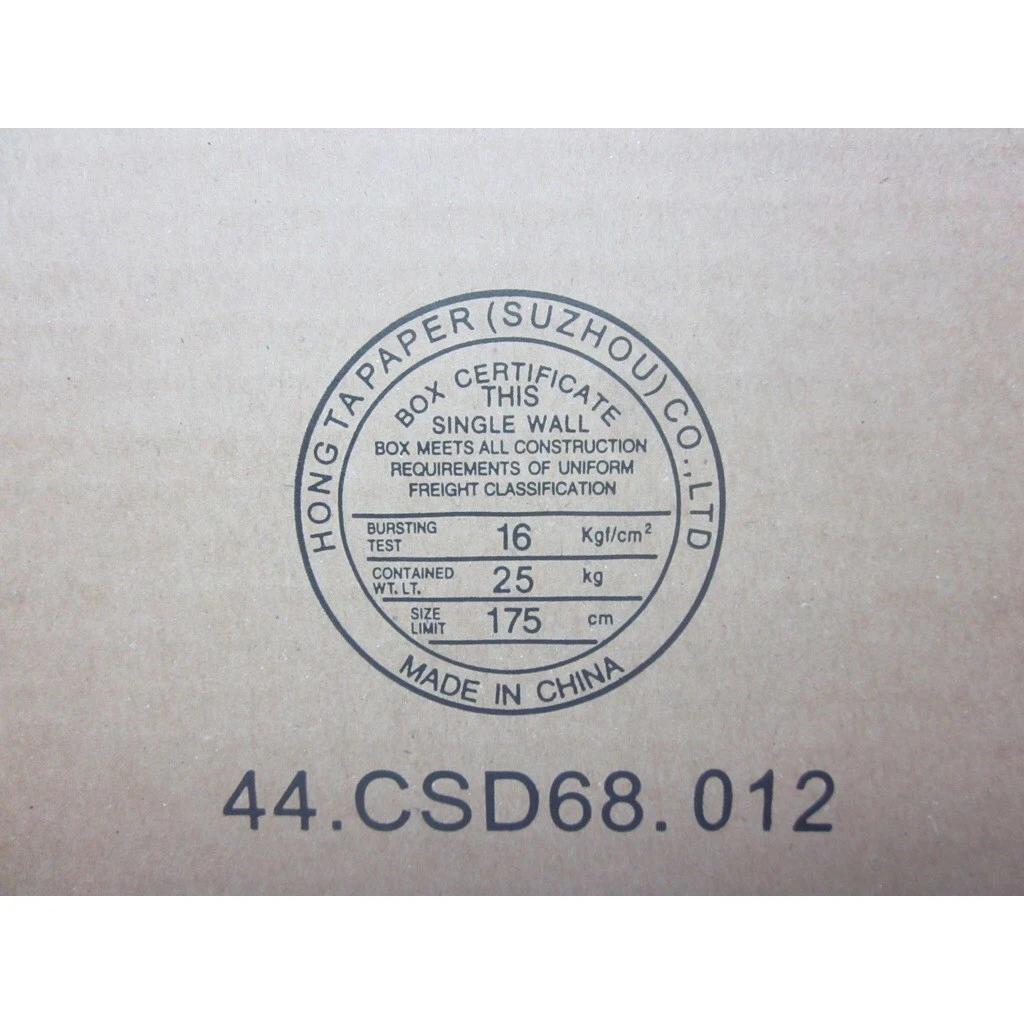 HONG TA PAPER (SUZHOU) CO.,LTD
BOX CERTIFICATE
THIS
SINGLE WALL
BOX MEETS ALL CONSTRUCTION
REQUIREMENTS OF UNIFORM
FREIGHT CLASSIFICATION
BURSTING TEST 16 Kgf/cm²
CONTAINED WT. LT. 25 kg
SIZE LIMIT 175 cm
MADE IN CHINA
44.CSD68.012